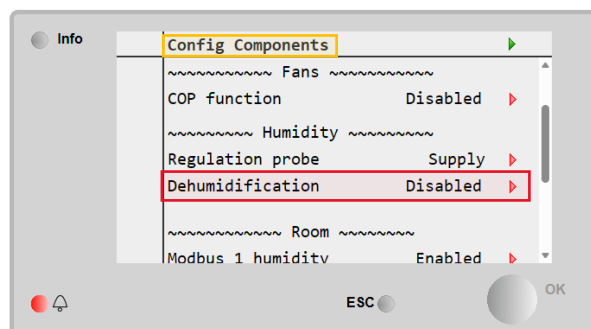 Info
Config Components
~~~~~~~~~~~ Fans ~~~~~~~~~~~
COP function Disabled
~~~~~~~~~ Humidity ~~~~~~~~~
Regulation probe Supply
Dehumidification Disabled
~~~~~~~~~~~~ Room ~~~~~~~~
Modbus 1 humidity Enabled
ESC
OK